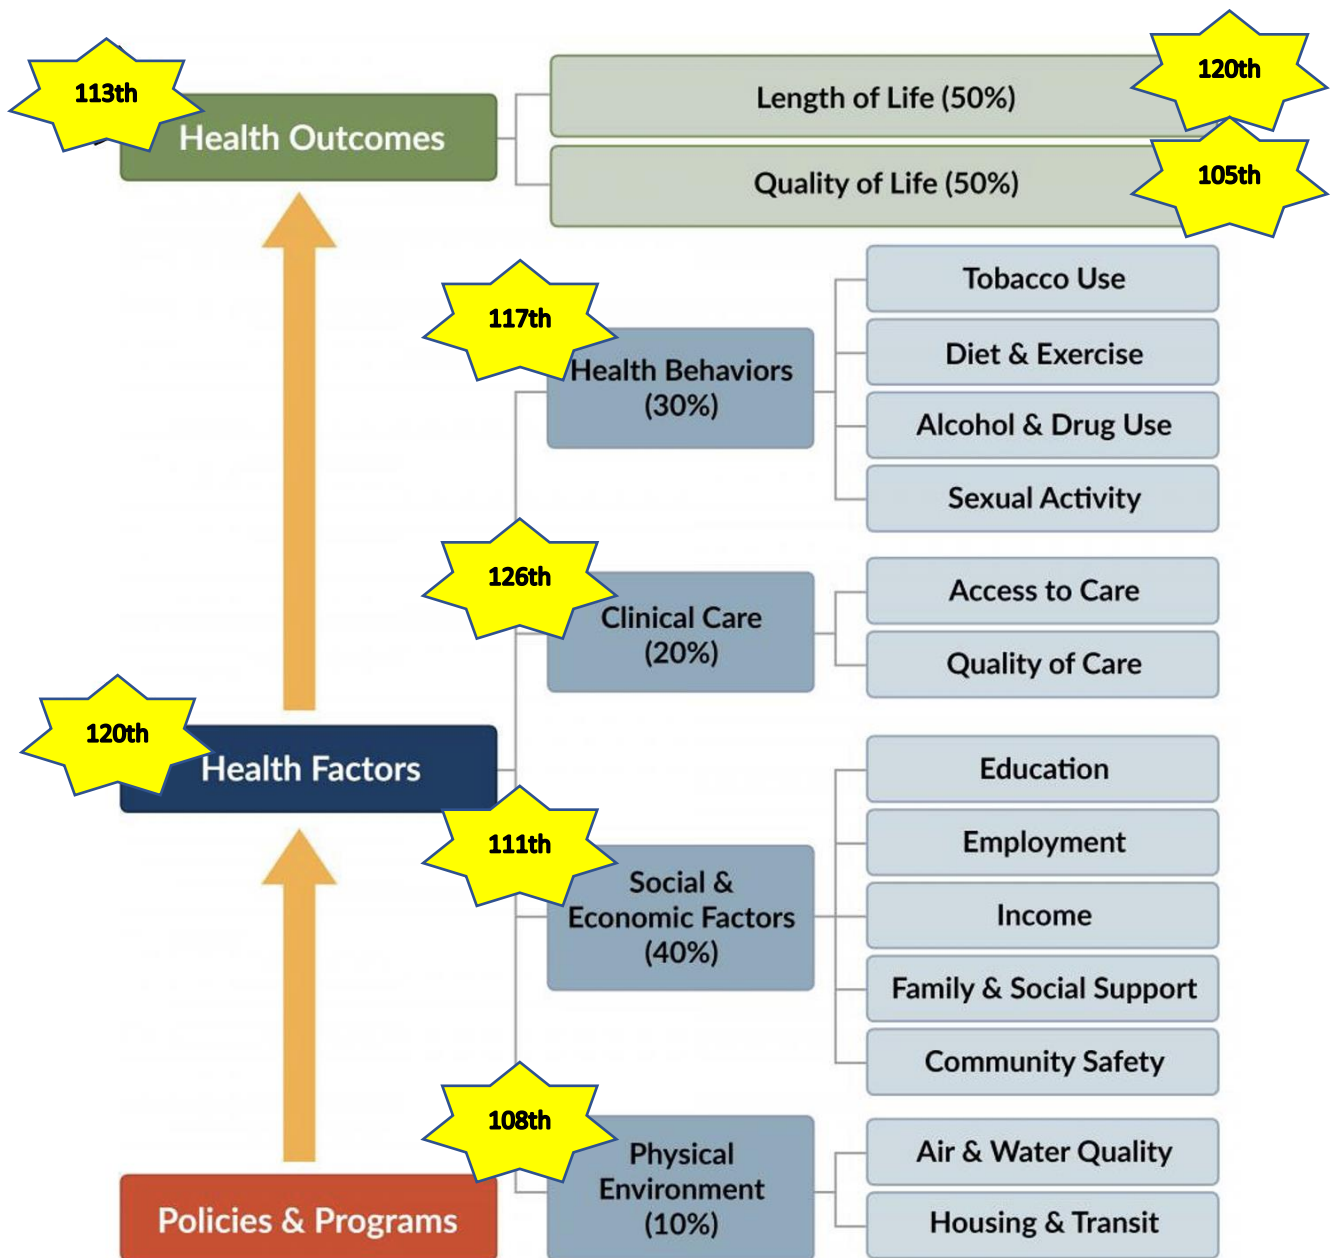 113th
Health Outcomes
Length of Life (50%)
120th
Quality of Life (50%)
105th
117th
Health Behaviors
(30%)
Tobacco Use
Diet & Exercise
Alcohol & Drug Use
Sexual Activity
126th
Clinical Care
(20%)
Access to Care
Quality of Care
120th
Health Factors
111th
Social &
Economic Factors
(40%)
Education
Employment
Income
Family & Social Support
Community Safety
108th
Physical
Environment
(10%)
Air & Water Quality
Housing & Transit
Policies & Programs